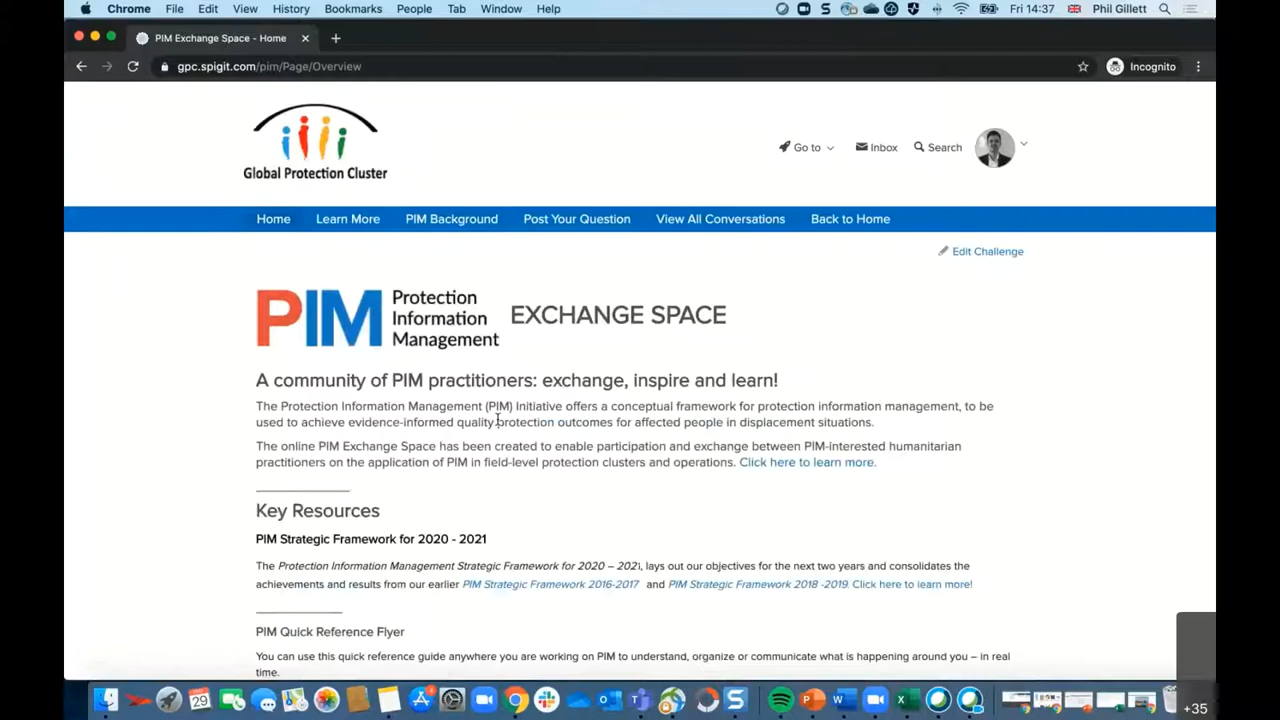 Chrome File Edit View History Bookmarks People Tab Window Help Fri 14:37 Phil Gillett
PIM Exchange Space - Home
gpc.spigit.com/pim/Page/Overview Incognito
Global Protection Cluster
Go to Inbox Search
Home Learn More PIM Background Post Your Question View All Conversations Back to Home
Edit Challenge
PIM Protection
Information
Management
EXCHANGE SPACE
A community of PIM practitioners: exchange, inspire and learn!
The Protection Information Management (PIM) Initiative offers a conceptual framework for protection information management, to be
used to achieve evidence-informed quality protection outcomes for affected people in displacement situations.
The online PIM Exchange Space has been created to enable participation and exchange between PIM-interested humanitarian
practitioners on the application of PIM in field-level protection clusters and operations. Click here to learn more.
Key Resources
PIM Strategic Framework for 2020 - 2021
The Protection Information Management Strategic Framework for 2020 – 2021, lays out our objectives for the next two years and consolidates the
achievements and results from our earlier PIM Strategic Framework 2016-2017 and PIM Strategic Framework 2018 -2019. Click here to learn more!
PIM Quick Reference Flyer
You can use this quick reference guide anywhere you are working on PIM to understand, organize or communicate what is happening around you – in real
time.
29
+35